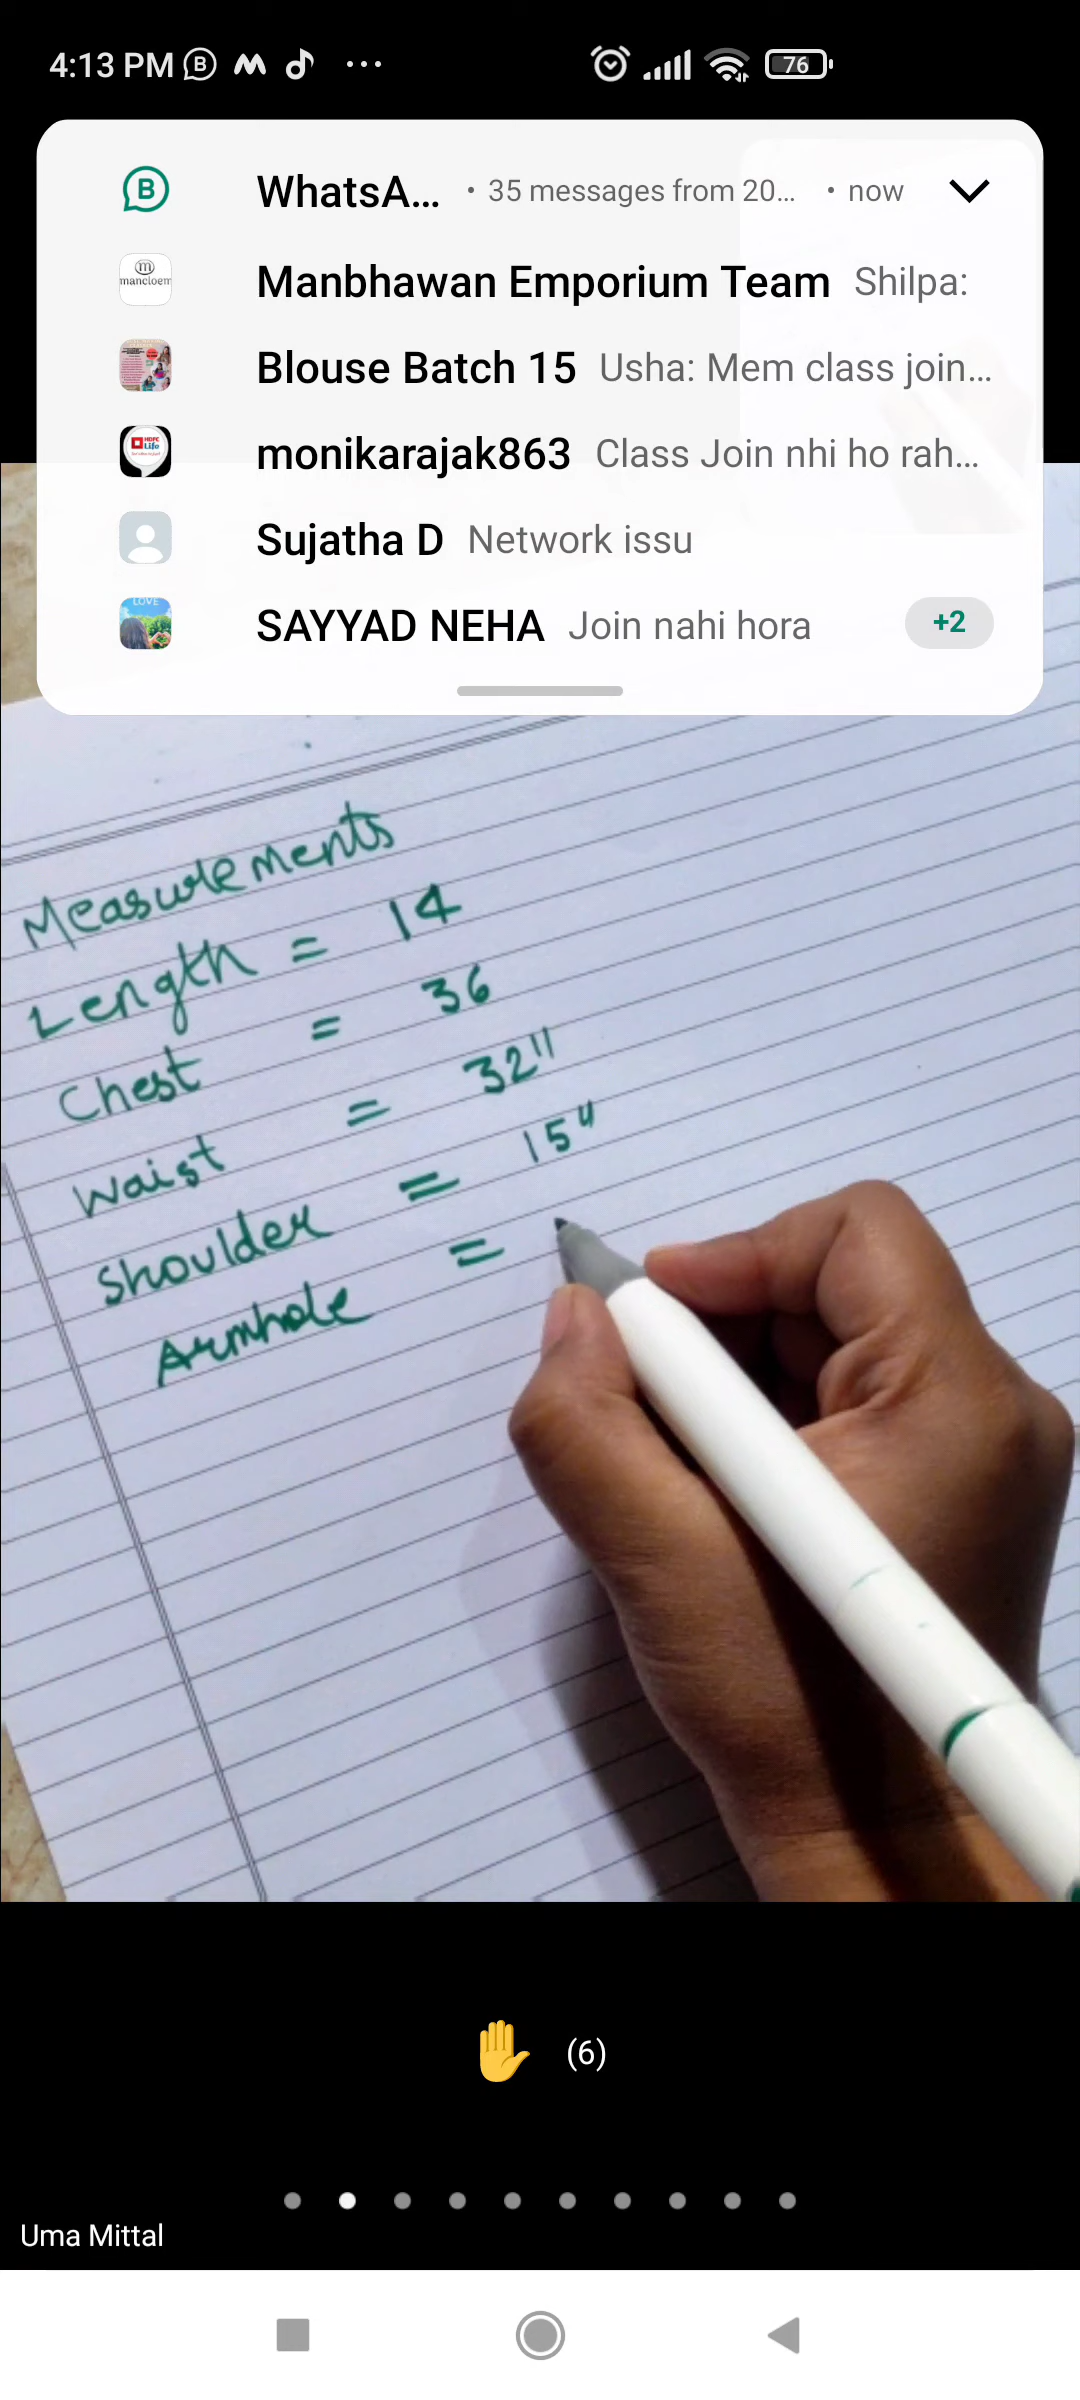 4:13 PM
76
WhatsA... • 35 messages from 20... • now
Manbhawan Emporium Team Shilpa:
Blouse Batch 15 Usha: Mem class join...
monikarajak863 Class Join nhi ho rah...
Sujatha D Network issu
SAYYAD NEHA Join nahi hora +2
Measurements
Length = 14
Chest = 36
Waist = 32"
Shoulder = 15"
Armhole =
(6)
Uma Mittal